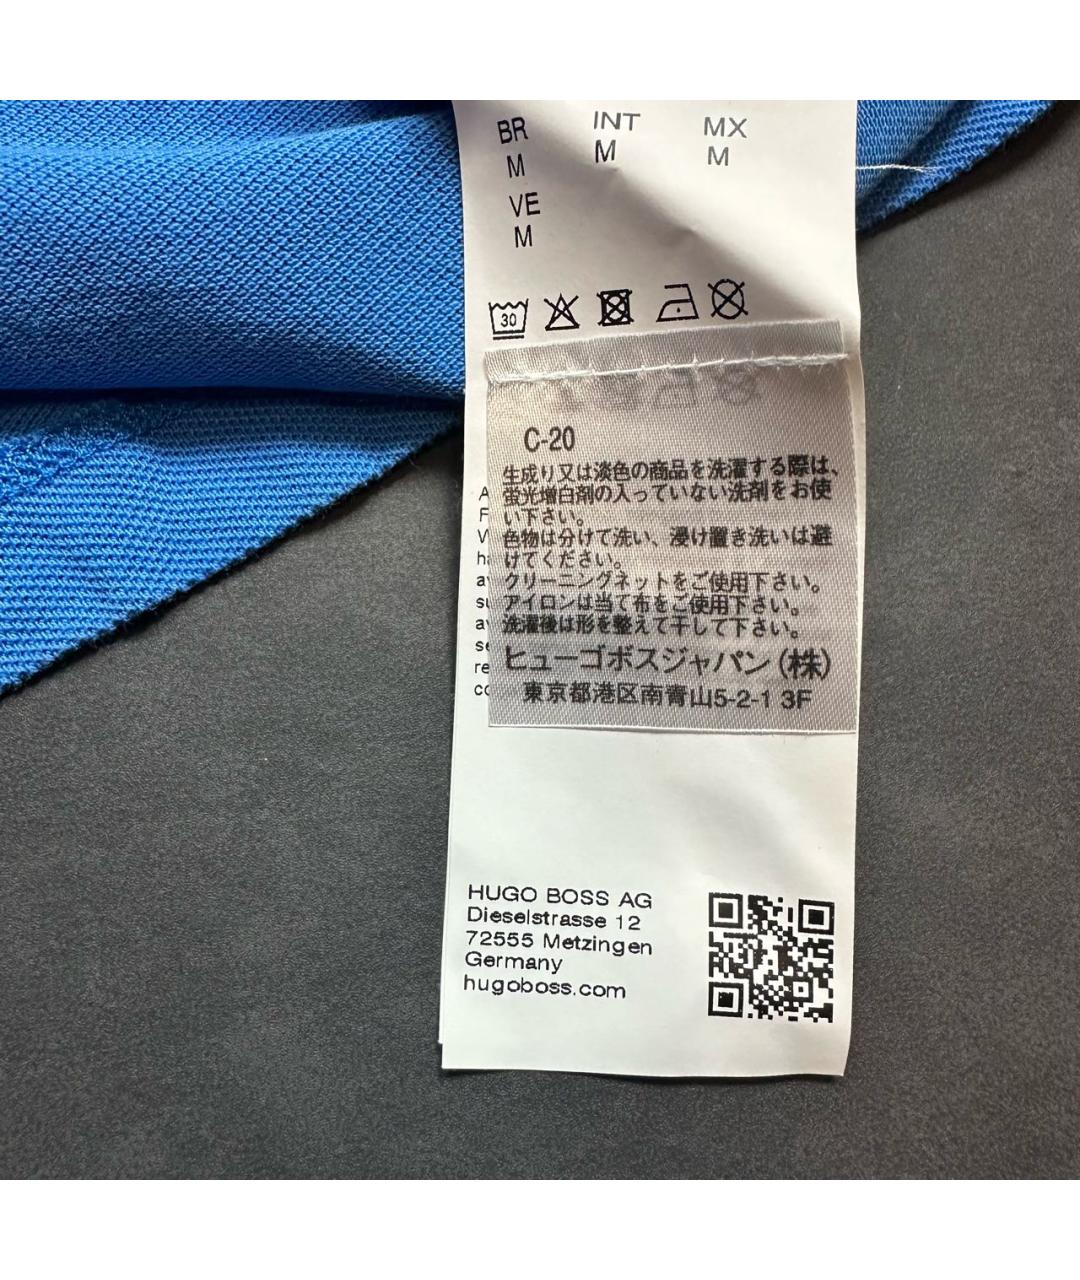 BR INT MX
M M M
VE
M
30
C-20
生成り又は淡色の商品を洗濯する際は、
蛍光増白剤の入っていない洗剤をお使
い下さい。
色物は分けて洗い、浸け置き洗いは避
けてください。
クリーニングネットをご使用下さい。
アイロンは当て布をご使用下さい。
洗濯後は形を整えて干して下さい。
ヒューゴボスジャパン(株)
東京都港区南青山5-2-1 3F
HUGO BOSS AG
Dieselstrasse 12
72555 Metzingen
Germany
hugoboss.com